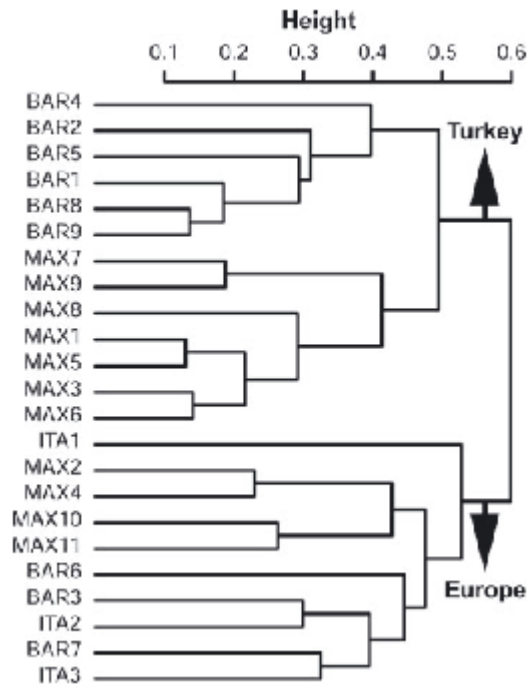 Height
0.1 0.2 0.3 0.4 0.5 0.6
BAR4
BAR2
Turkey
BAR5
BAR1
BAR8
BAR9
MAX7
MAX9
MAX8
MAX1
MAX5
MAX3
MAX6
ITA1
MAX2
MAX4
MAX10
MAX11
BAR6
Europe
BAR3
ITA2
BAR7
ITA3